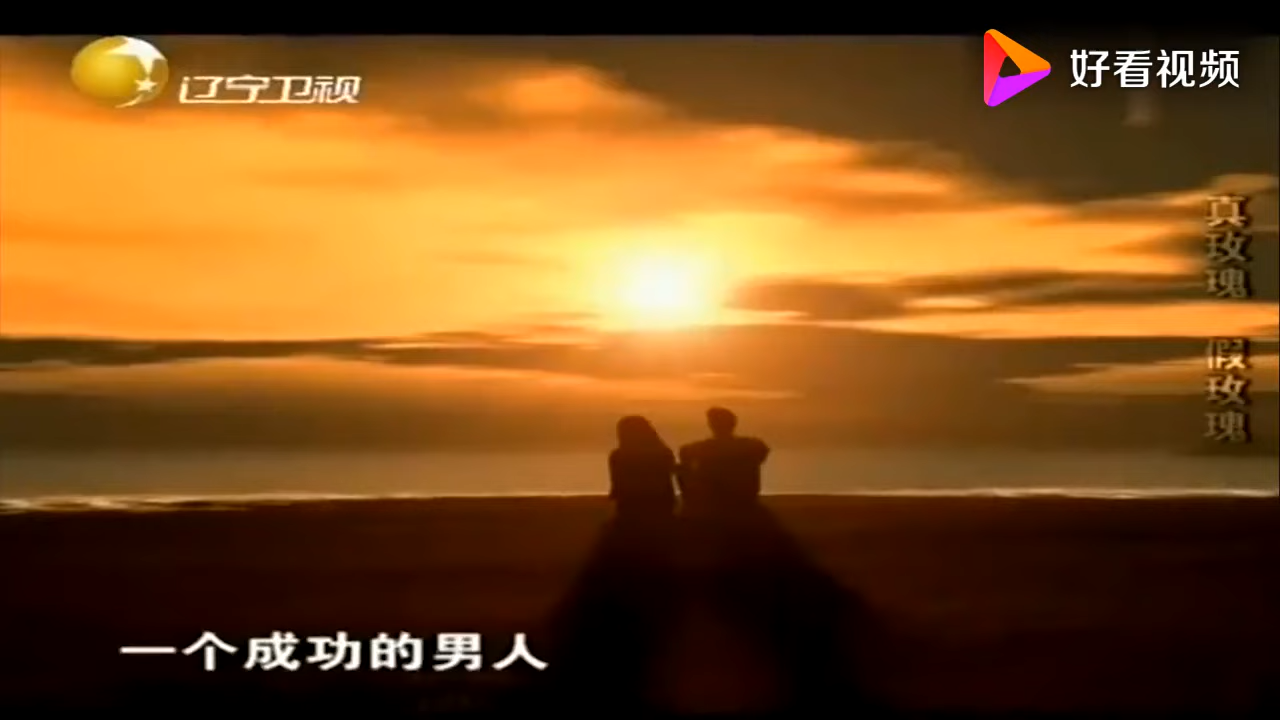 辽宁卫视
好看视频
真玫瑰 假玫瑰
一个成功的男人